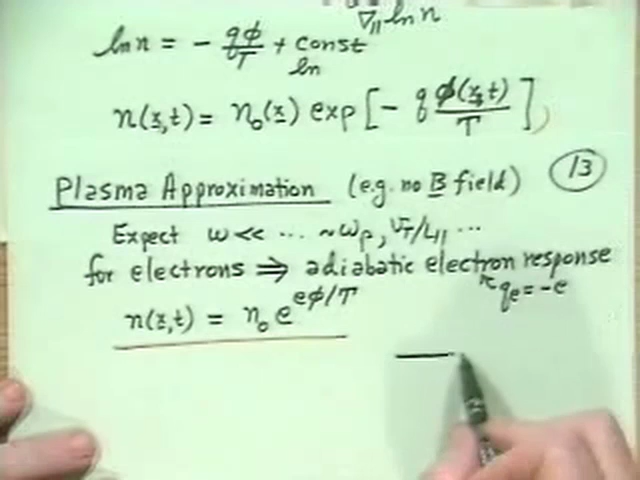 ∇∥ ln n
ln n = - qφ/T + const
ln
n(x,t) = n₀(x) exp[- q φ(x,t)/T],
Plasma Approximation (e.g. no B field) 13
Expect ω << ... ~ωp, VT/L∥ ...
for electrons ⇒ adiabatic electron response
n(x,t) = n₀ e^{eφ/T} ↖ qe = -e